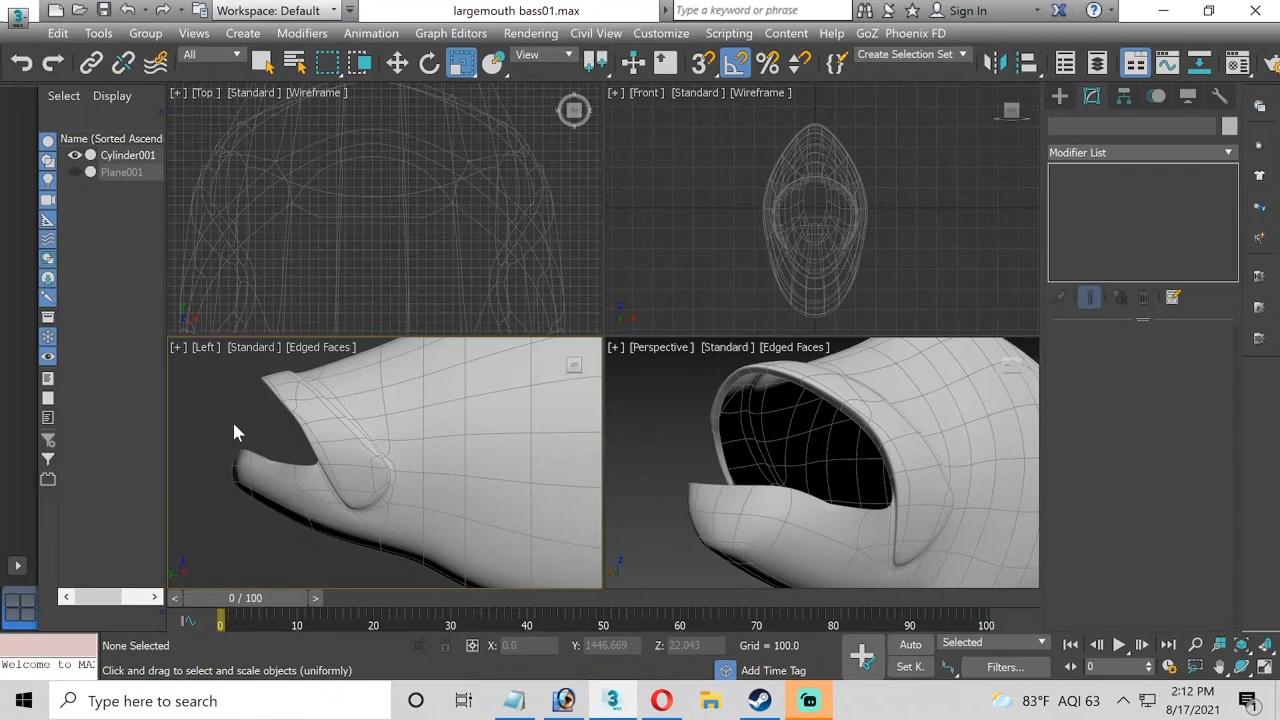 Workspaces: Default
largemouth bass01.max
Type a keyword or phrase
Sign In
Edit Tools Group Views Create Modifiers Animation Graph Editors Rendering Civil View Customize Scripting Content Help GoZ Phoenix FD
All
View
Create Selection Set
Select Display
[+] [Top] [Standard] [Wireframe]
[+] [Front] [Standard] [Wireframe]
Name (Sorted Ascend
Modifier List
Cylinder001
Plane001
[+] [Left] [Standard] [Edged Faces]
[+] [Perspective] [Standard] [Edged Faces]
0 / 100
0 10 20 30 40 50 60 70 80 90 100
None Selected
X: 0.0
Y: 1446.669
Z: 22.043
Grid = 100.0
Auto
Selected
Welcome to MAX
Click and drag to select and scale objects (uniformly)
Add Time Tag
Set K.
Filters...
0
Type here to search
83°F AQI 63
2:12 PM
8/17/2021
1